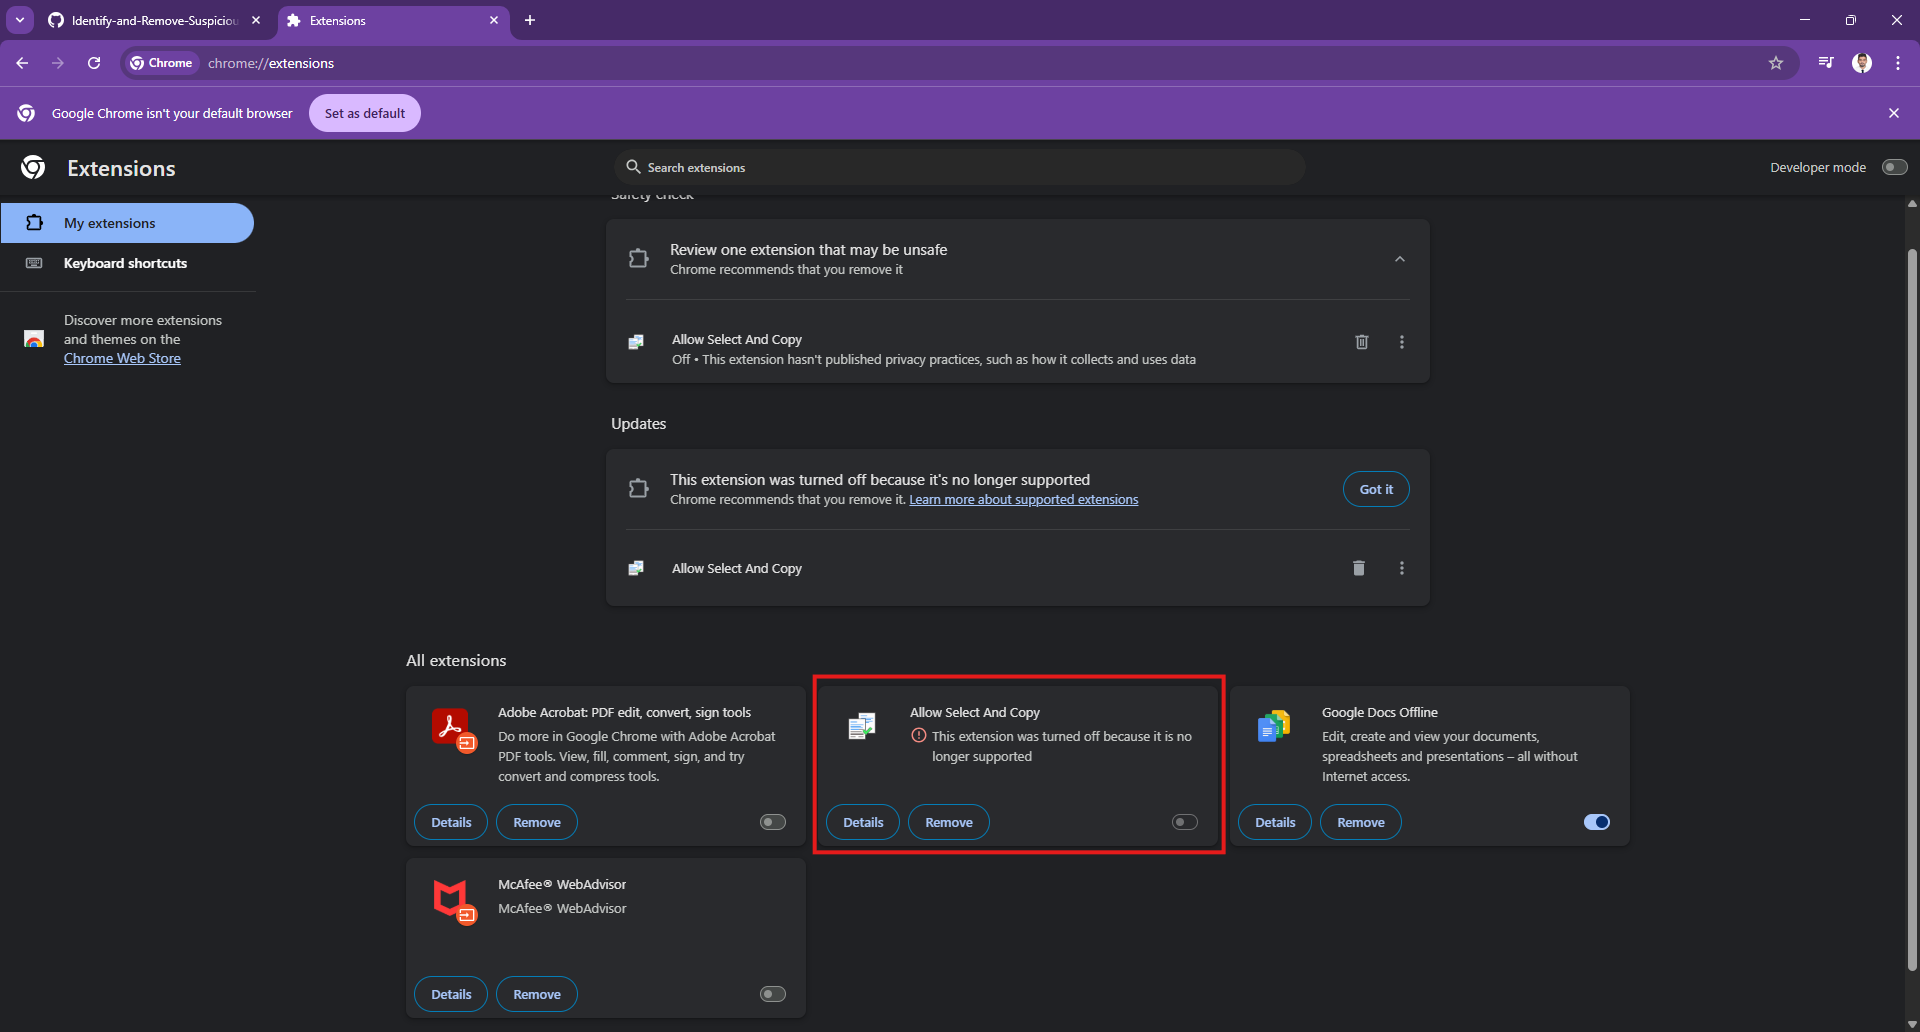 Identify-and-Remove-Suspiciou
Extensions
Chrome
chrome://extensions
Google Chrome isn't your default browser
Set as default
Extensions
Search extensions
Developer mode
My extensions
Keyboard shortcuts
Discover more extensions
and themes on the
Chrome Web Store
Safety check
Review one extension that may be unsafe
Chrome recommends that you remove it
Allow Select And Copy
Off • This extension hasn't published privacy practices, such as how it collects and uses data
Updates
This extension was turned off because it's no longer supported
Chrome recommends that you remove it. Learn more about supported extensions
Got it
Allow Select And Copy
All extensions
Adobe Acrobat: PDF edit, convert, sign tools
Do more in Google Chrome with Adobe Acrobat
PDF tools. View, fill, comment, sign, and try
convert and compress tools.
Details
Remove
Allow Select And Copy
This extension was turned off because it is no
longer supported
Details
Remove
Google Docs Offline
Edit, create and view your documents,
spreadsheets and presentations – all without
Internet access.
Details
Remove
McAfee® WebAdvisor
McAfee® WebAdvisor
Details
Remove